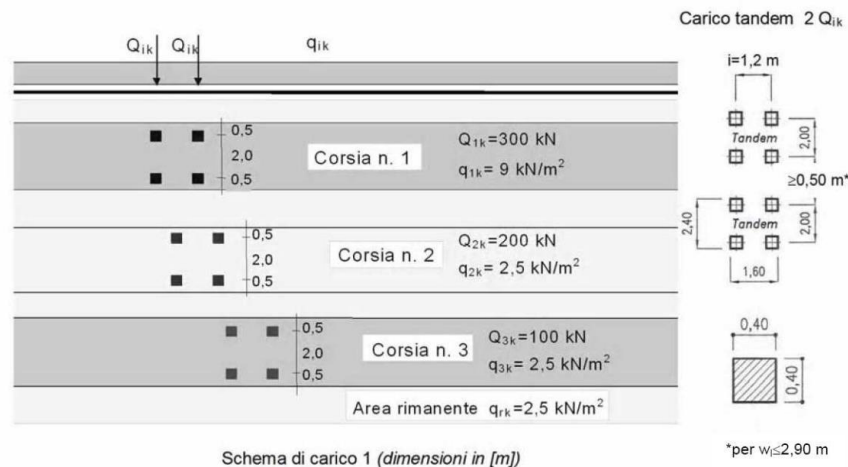 Carico tandem 2 Qik
Qik Qik qik
i=1,2 m
0,5
2,0
0,5
Corsia n. 1
Q1k=300 kN
q1k= 9 kN/m²
Tandem
2,00
≥0,50 m*
0,5
2,0
0,5
Corsia n. 2
Q2k=200 kN
q2k= 2,5 kN/m²
2,40
Tandem
2,00
1,60
0,5
2,0
0,5
Corsia n. 3
Q3k=100 kN
q3k= 2,5 kN/m²
0,40
0,40
Area rimanente qrk=2,5 kN/m²
Schema di carico 1 (dimensioni in [m])
*per wl≤2,90 m